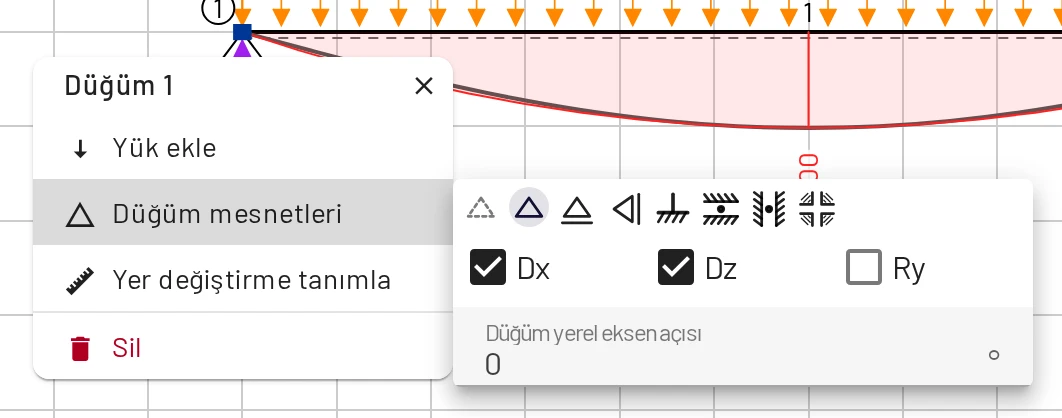 1
1
Düğüm 1
Yük ekle
Düğüm mesnetleri
Yer değiştirme tanımla
Sil
Dx
Dz
Ry
Düğüm yerel eksen açısı
0
°